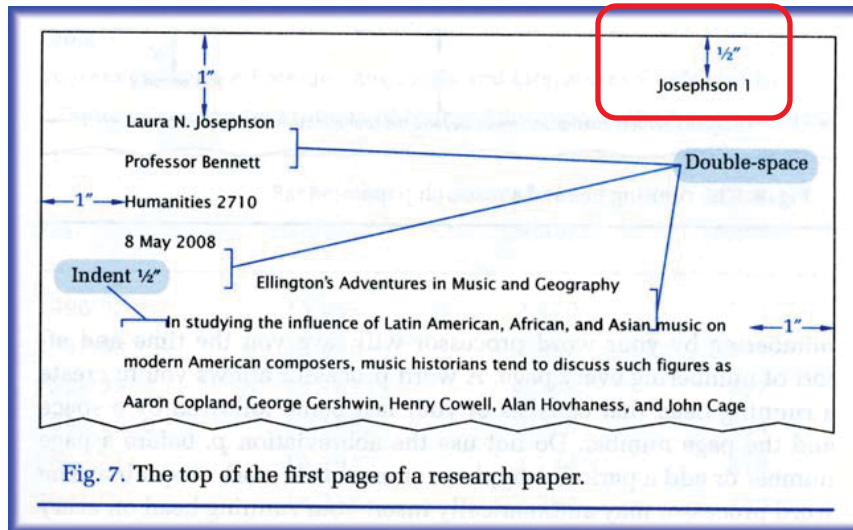 ½″
1″
Josephson 1
Laura N. Josephson
Professor Bennett
Double-space
1″
Humanities 2710
8 May 2008
Indent ½″
Ellington's Adventures in Music and Geography
In studying the influence of Latin American, African, and Asian music on
1″
modern American composers, music historians tend to discuss such figures as
Aaron Copland, George Gershwin, Henry Cowell, Alan Hovhaness, and John Cage
Fig. 7. The top of the first page of a research paper.